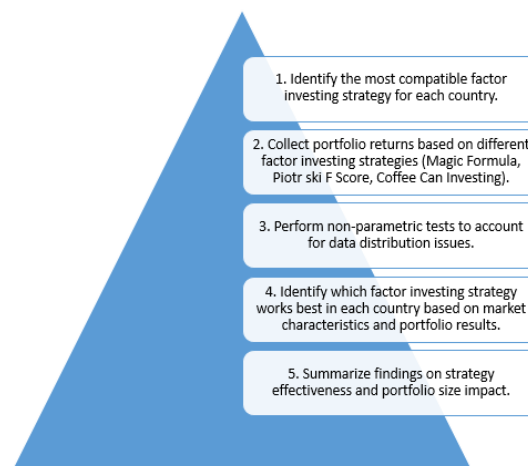 1. Identify the most compatible factor
investing strategy for each country.
2. Collect portfolio returns based on different
factor investing strategies (Magic Formula,
Piotr ski F Score, Coffee Can Investing).
3. Perform non-parametric tests to account
for data distribution issues.
4. Identify which factor investing strategy
works best in each country based on market
characteristics and portfolio results.
5. Summarize findings on strategy
effectiveness and portfolio size impact.